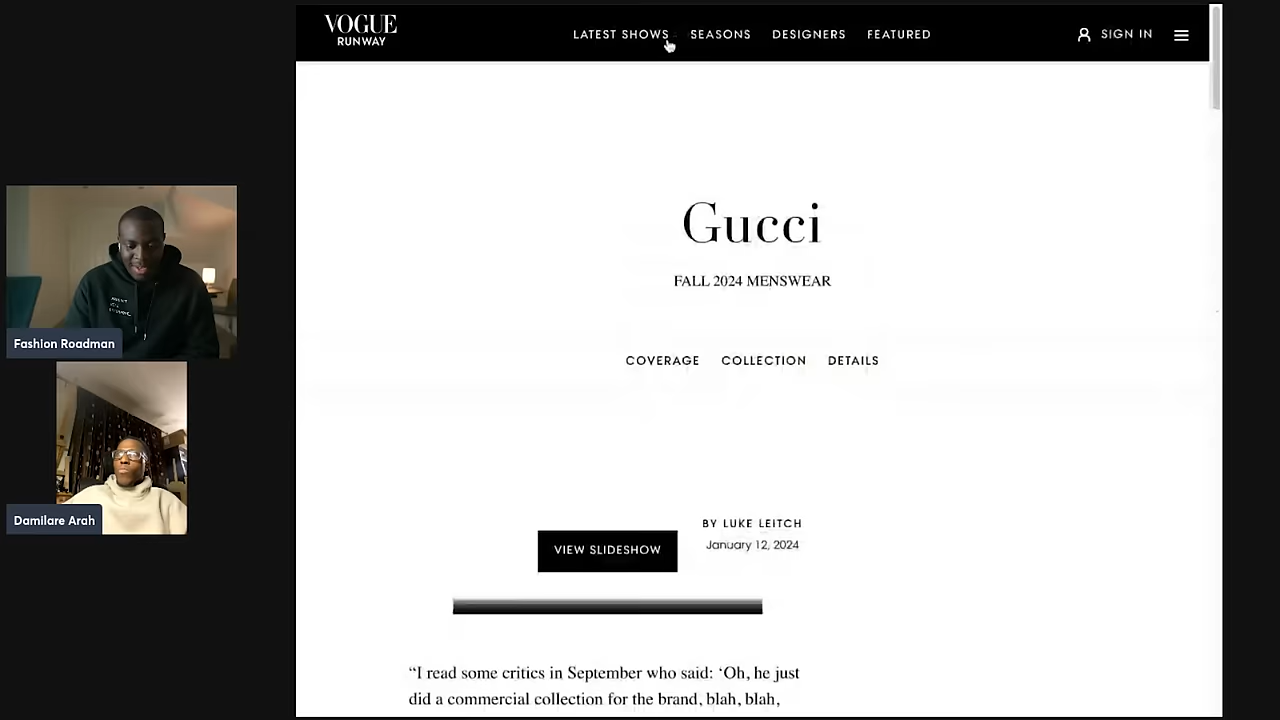 VOGUE
RUNWAY
LATEST SHOWS
SEASONS
DESIGNERS
FEATURED
SIGN IN
Gucci
FALL 2024 MENSWEAR
COVERAGE
COLLECTION
DETAILS
Fashion Roadman
Damilare Arah
VIEW SLIDESHOW
BY LUKE LEITCH
January 12, 2024
“I read some critics in September who said: ‘Oh, he just
did a commercial collection for the brand, blah, blah,